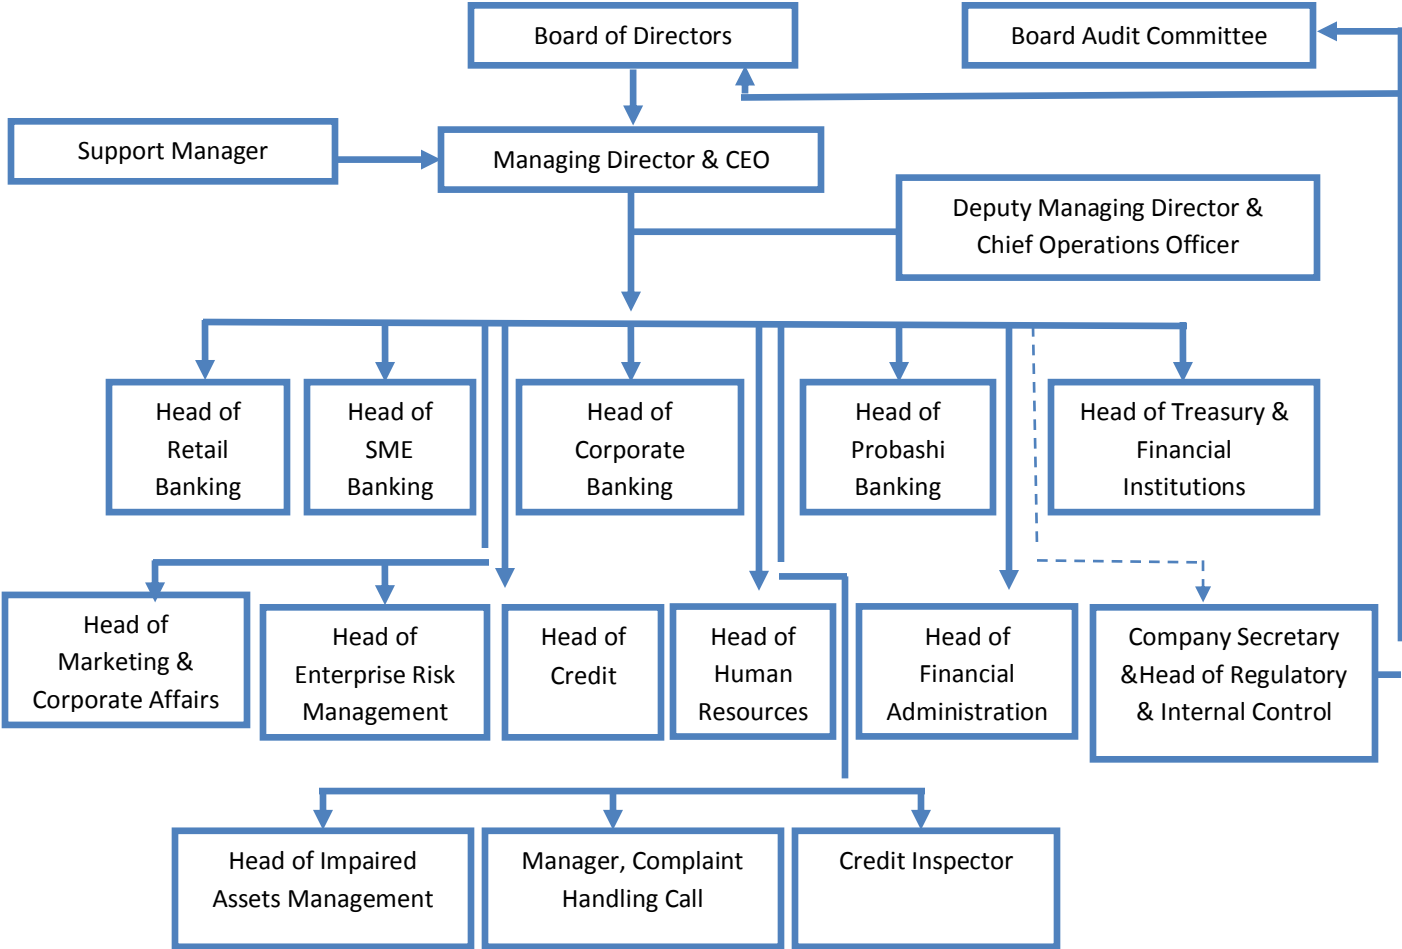 Board of Directors
Board Audit Committee
Support Manager
Managing Director & CEO
Deputy Managing Director &
Chief Operations Officer
Head of
Retail
Banking
Head of
SME
Banking
Head of
Corporate
Banking
Head of
Probashi
Banking
Head of Treasury &
Financial
Institutions
Head of
Marketing &
Corporate Affairs
Head of
Enterprise Risk
Management
Head of
Credit
Head of
Human
Resources
Head of
Financial
Administration
Company Secretary
&Head of Regulatory
& Internal Control
Head of Impaired
Assets Management
Manager, Complaint
Handling Call
Credit Inspector